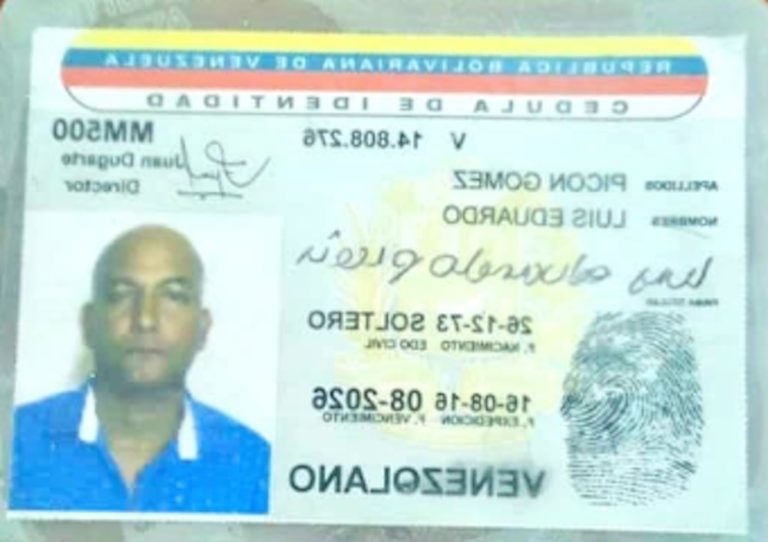 REPUBLICA BOLIVARIANA DE VENEZUELA
CEDULA DE IDENTIDAD
V 14.808.276
MM500
Juan Dugarte
Director
APELLIDOS PICON GOMEZ
NOMBRES LUIS EDUARDO
Luis eduardo picón
FIRMA TITULAR
26-12-73 SOLTERO
F. NACIMIENTO EDO CIVIL
16-08-16 08-2026
F. EXPEDICION F. VENCIMIENTO
VENEZOLANO